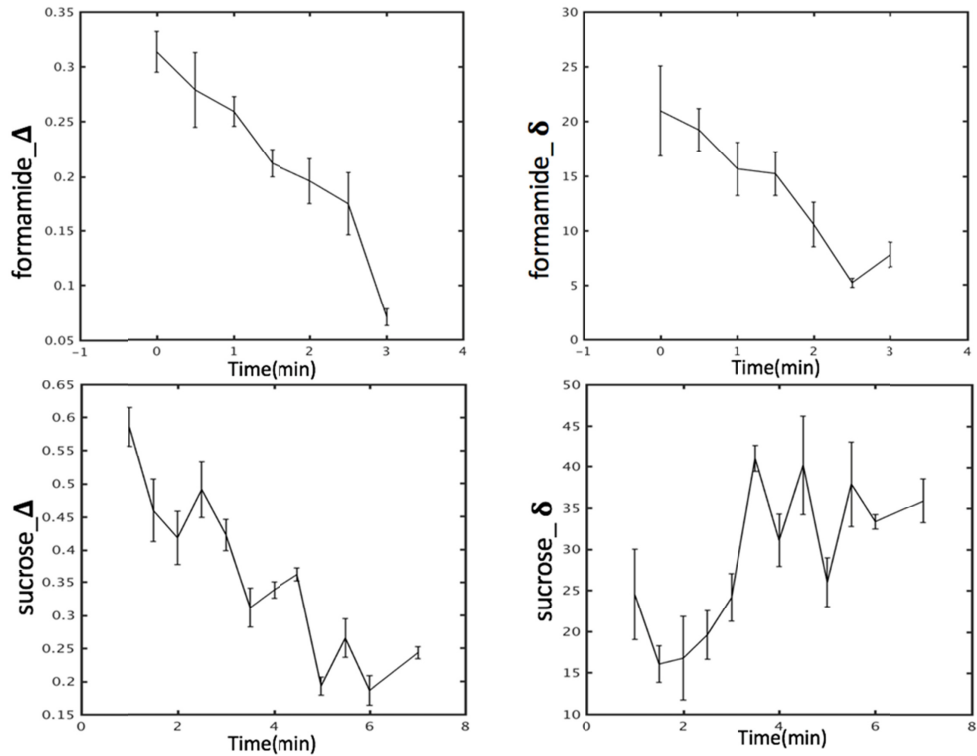 0.35
0.3
0.25
0.2
0.15
0.1
0.05
formamide_Δ
−1 0 1 2 3 4
Time(min)
30
25
20
15
10
5
0
formamide_ δ
−1 0 1 2 3 4
Time(min)
0.65
0.6
0.55
0.5
0.45
0.4
0.35
0.3
0.25
0.2
0.15
sucrose_Δ
0 2 4 6 8
Time(min)
50
45
40
35
30
25
20
15
10
sucrose_ δ
0 2 4 6 8
Time(min)